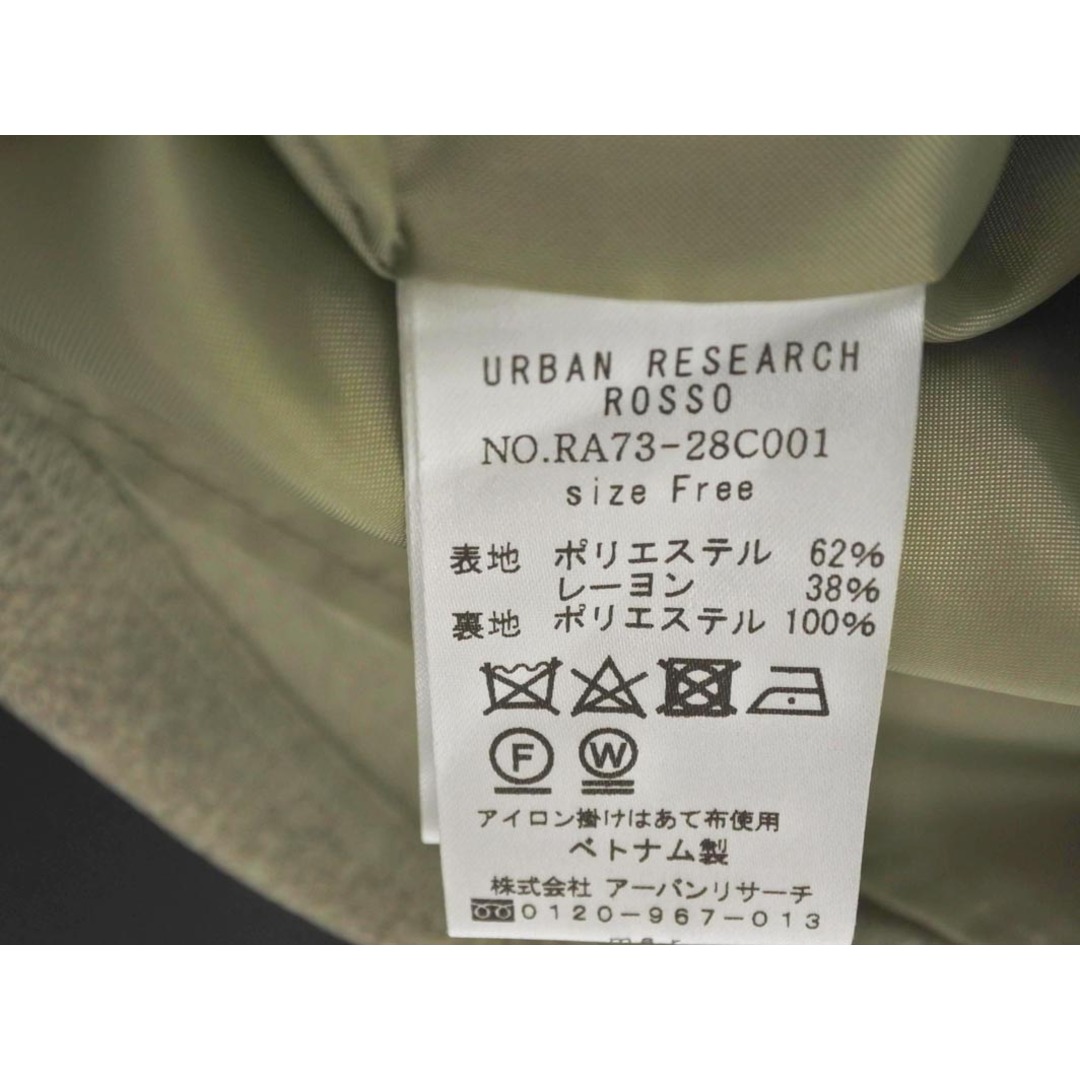 URBAN RESEARCH
ROSSO
NO.RA73-28C001
size Free
表地 ポリエステル 62%
レーヨン 38%
裏地 ポリエステル 100%
F W
アイロン掛けはあて布使用
ベトナム製
株式会社 アーバンリサーチ
0120-967-013